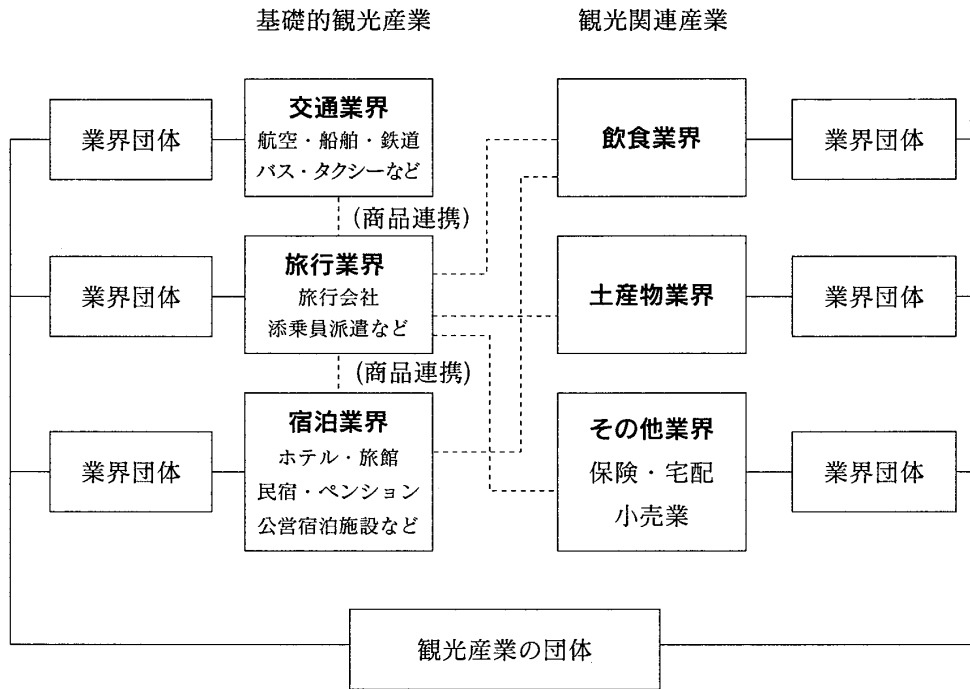 基礎的観光産業
観光関連産業
業界団体
交通業界
航空・船舶・鉄道
バス・タクシーなど
飲食業界
業界団体
(商品連携)
業界団体
旅行業界
旅行会社
添乗員派遣など
土産物業界
業界団体
(商品連携)
業界団体
宿泊業界
ホテル・旅館
民宿・ペンション
公営宿泊施設など
その他業界
保険・宅配
小売業
業界団体
観光産業の団体